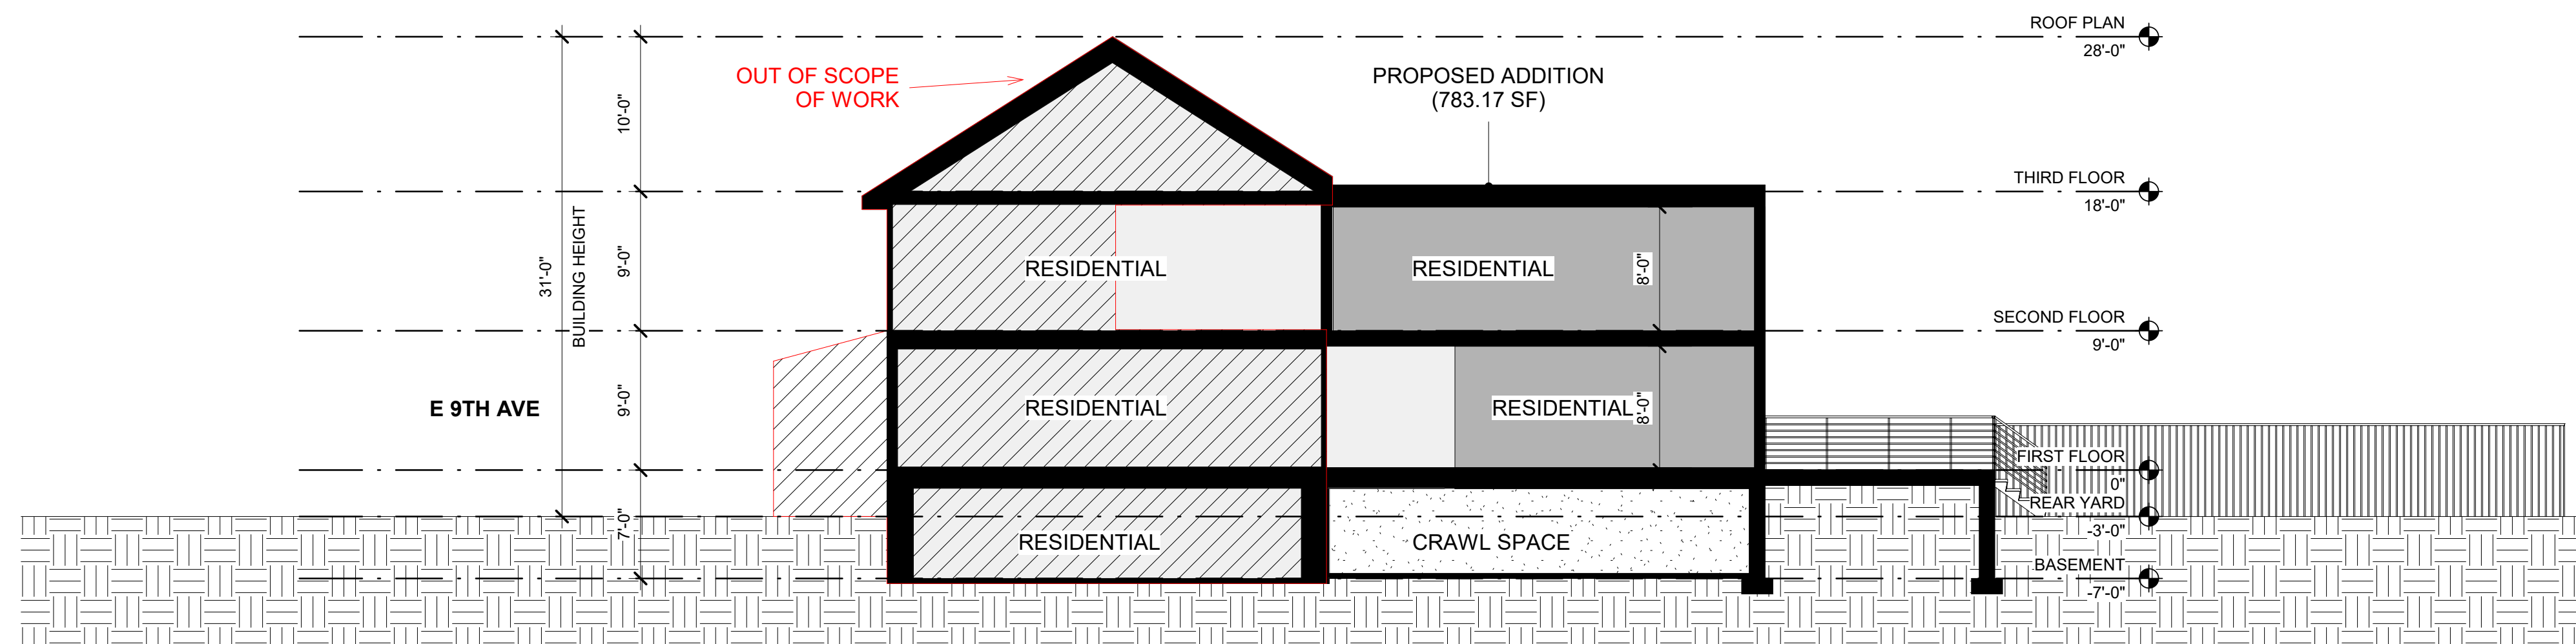 ROOF PLAN
28'-0"
OUT OF SCOPE
OF WORK
PROPOSED ADDITION
(783.17 SF)
10'-0"
THIRD FLOOR
18'-0"
31'-0"
BUILDING HEIGHT
9'-0"
RESIDENTIAL
RESIDENTIAL
8'-0"
SECOND FLOOR
9'-0"
E 9TH AVE
9'-0"
RESIDENTIAL
RESIDENTIAL
8'-0"
FIRST FLOOR
0"
REAR YARD
-3'-0"
7'-0"
RESIDENTIAL
CRAWL SPACE
BASEMENT
-7'-0"